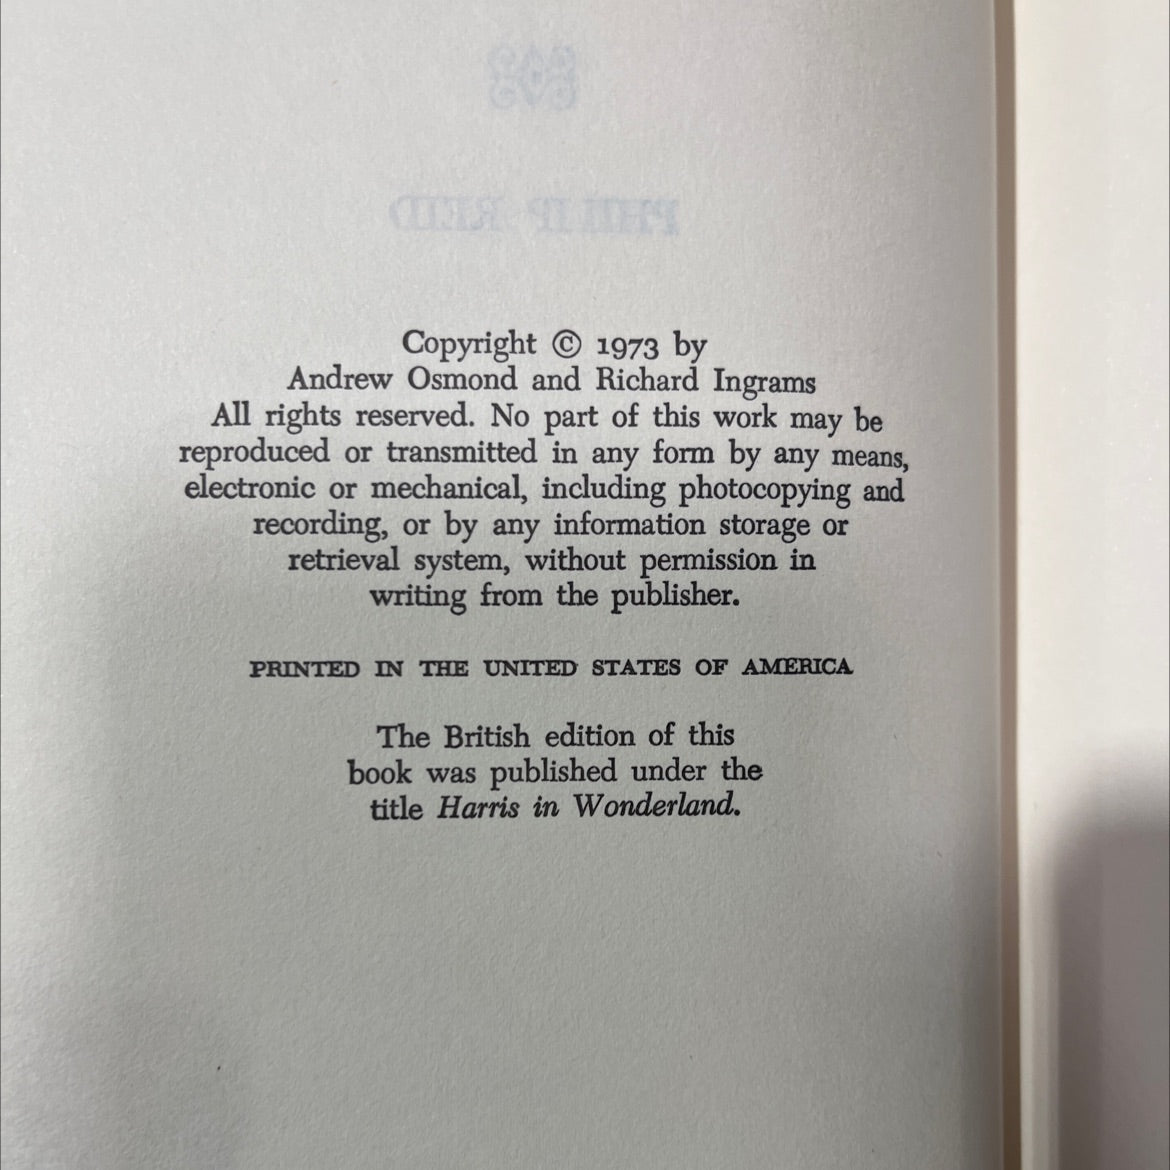 PHILIP REID
Copyright © 1973 by
Andrew Osmond and Richard Ingrams
All rights reserved. No part of this work may be
reproduced or transmitted in any form by any means,
electronic or mechanical, including photocopying and
recording, or by any information storage or
retrieval system, without permission in
writing from the publisher.
PRINTED IN THE UNITED STATES OF AMERICA
The British edition of this
book was published under the
title Harris in Wonderland.